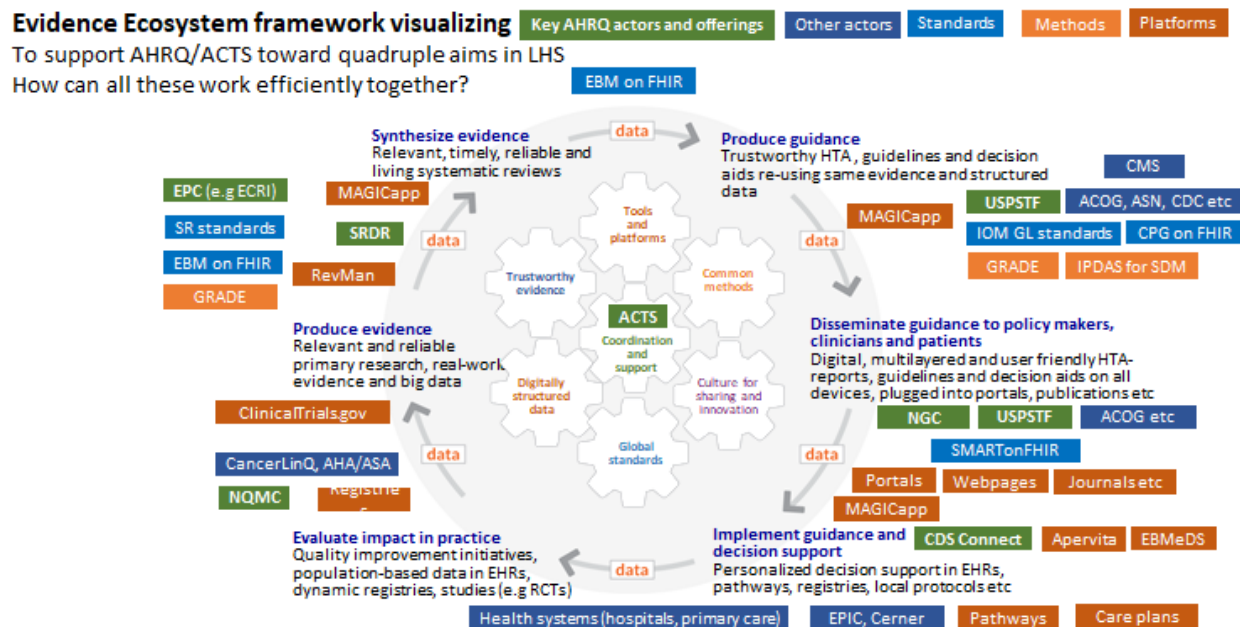 Evidence Ecosystem framework visualizing
Key AHRQ actors and offerings
Other actors
Standards
Methods
Platforms
To support AHRQ/ACTS toward quadruple aims in LHS
How can all these work efficiently together?
EBM on FHIR
data
Synthesize evidence
Relevant, timely, reliable and
living systematic reviews
EPC (e.g ECRI)
MAGICapp
SR standards
SRDR
EBM on FHIR
RevMan
GRADE
data
Produce guidance
Trustworthy HTA , guidelines and decision
aids re-using same evidence and structured
data
CMS
MAGICapp
USPSTF
ACOG, ASN, CDC etc
IOM GL standards
CPG on FHIR
GRADE
IPDAS for SDM
data
Tools
and
platforms
Trustworthy
evidence
Common
methods
ACTS
Coordination
and
support
Digitally
structured
data
Culture for
sharing and
innovation
Global
standards
Produce evidence
Relevant and reliable
primary research, real-work
evidence and big data
ClinicalTrials.gov
CancerLinQ, AHA/ASA
NQMC
Registrie
data
Disseminate guidance to policy makers,
clinicians and patients
Digital, multilayered and user friendly HTA-
reports, guidelines and decision aids on all
devices, plugged into portals, publications etc
NGC
USPSTF
ACOG etc
SMARTonFHIR
Portals
Webpages
Journals etc
MAGICapp
data
Evaluate impact in practice
Quality improvement initiatives,
population-based data in EHRs,
dynamic registries, studies (e.g RCTs)
data
Implement guidance and
decision support
Personalized decision support in EHRs,
pathways, registries, local protocols etc
CDS Connect
Apervita
EBMeDS
Health systems (hospitals, primary care)
EPIC, Cerner
Pathways
Care plans